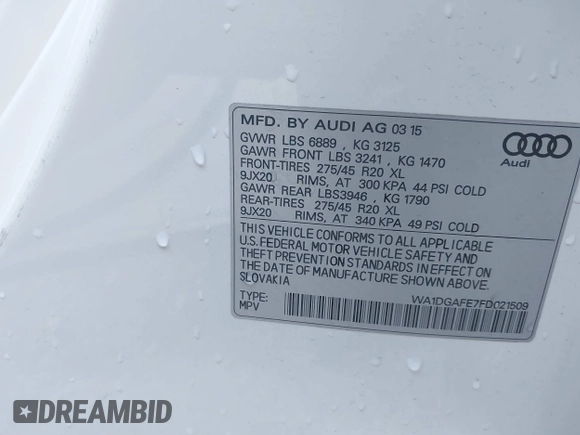 MFD. BY AUDI AG 03 15
GVWR LBS 6889 , KG 3125
GAWR FRONT LBS 3241 , KG 1470
FRONT-TIRES 275/45 R20 XL
9JX20 RIMS, AT 300 KPA 44 PSI COLD
GAWR REAR LBS3946 , KG 1790
REAR-TIRES 275/45 R20 XL
9JX20 RIMS, AT 340 KPA 49 PSI COLD
THIS VEHICLE CONFORMS TO ALL APPLICABLE
U.S. FEDERAL MOTOR VEHICLE SAFETY AND
THEFT PREVENTION STANDARDS IN EFFECT ON
THE DATE OF MANUFACTURE SHOWN ABOVE.
SLOVAKIA
WA1DGAFE7FD021509
TYPE:
MPV
Audi
DREAMBID